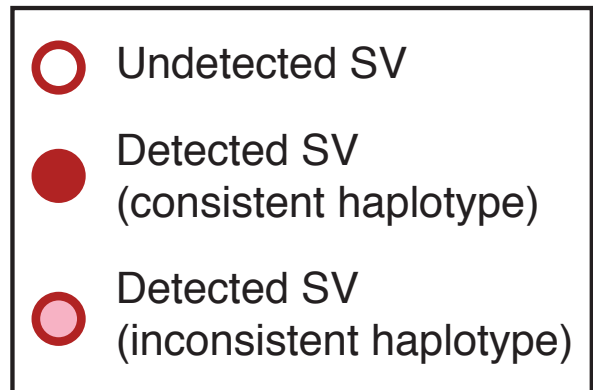 Undetected SV
Detected SV
(consistent haplotype)
Detected SV
(inconsistent haplotype)